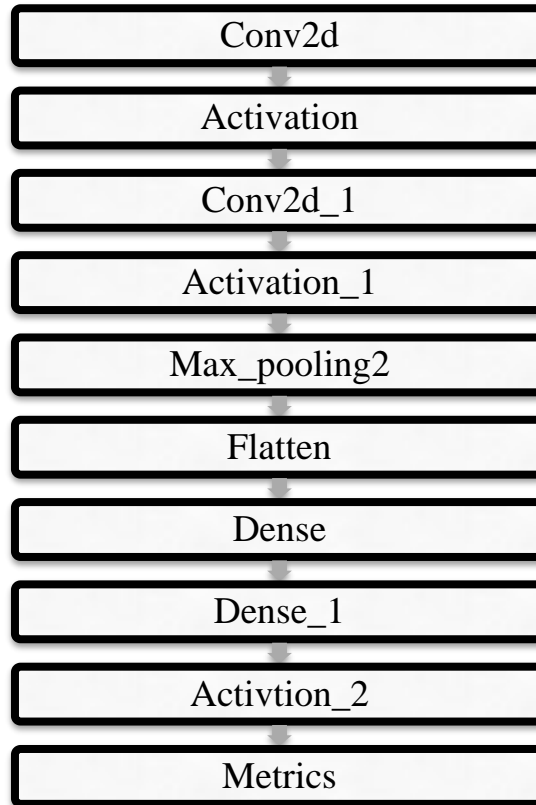 Conv2d
Activation
Conv2d_1
Activation_1
Max_pooling2
Flatten
Dense
Dense_1
Activtion_2
Metrics